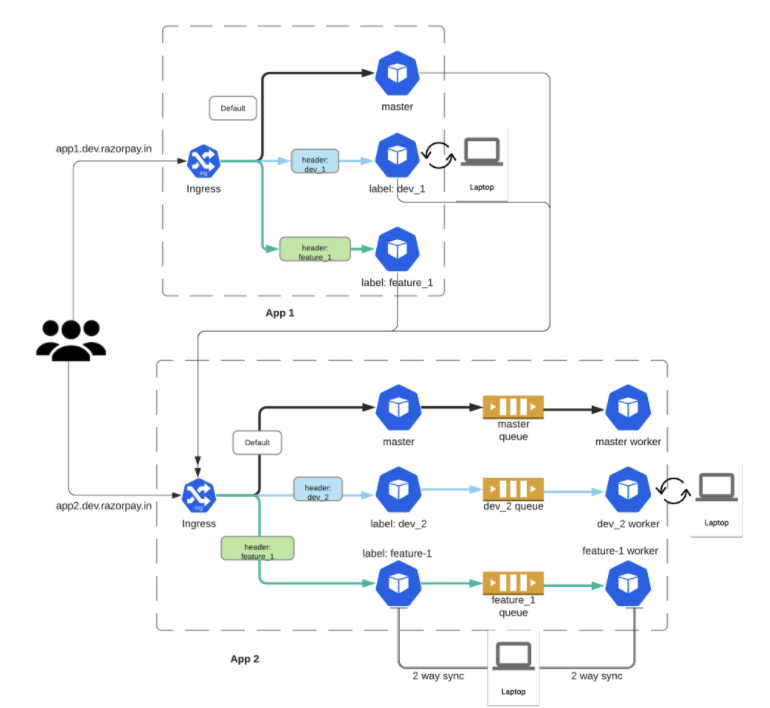 master
Default
app1.dev.razorpay.in
header:
dev_1
ing
Ingress
label: dev_1
Laptop
header:
feature_1
label: feature_1
App 1
master
master
queue
master worker
Default
header:
dev_2
ing
app2.dev.razorpay.in
Ingress
label: dev_2
dev_2 queue
dev_2 worker
Laptop
header:
feature_1
label: feature-1
feature-1 worker
feature_1
queue
App 2
2 way sync
2 way sync
Laptop